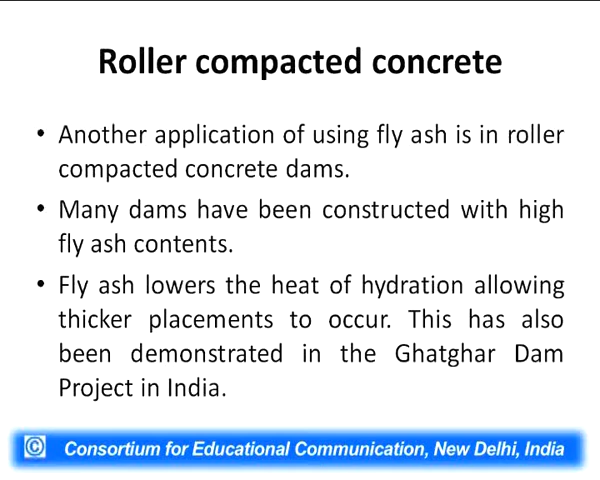 Roller compacted concrete
• Another application of using fly ash is in roller
compacted concrete dams.
• Many dams have been constructed with high
fly ash contents.
• Fly ash lowers the heat of hydration allowing
thicker placements to occur. This has also
been demonstrated in the Ghatghar Dam
Project in India.
© Consortium for Educational Communication, New Delhi, India